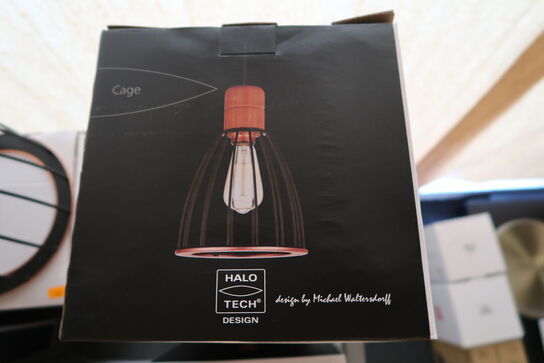 Cage
HALO
TECH®
DESIGN
design by Michael Waltersdorff